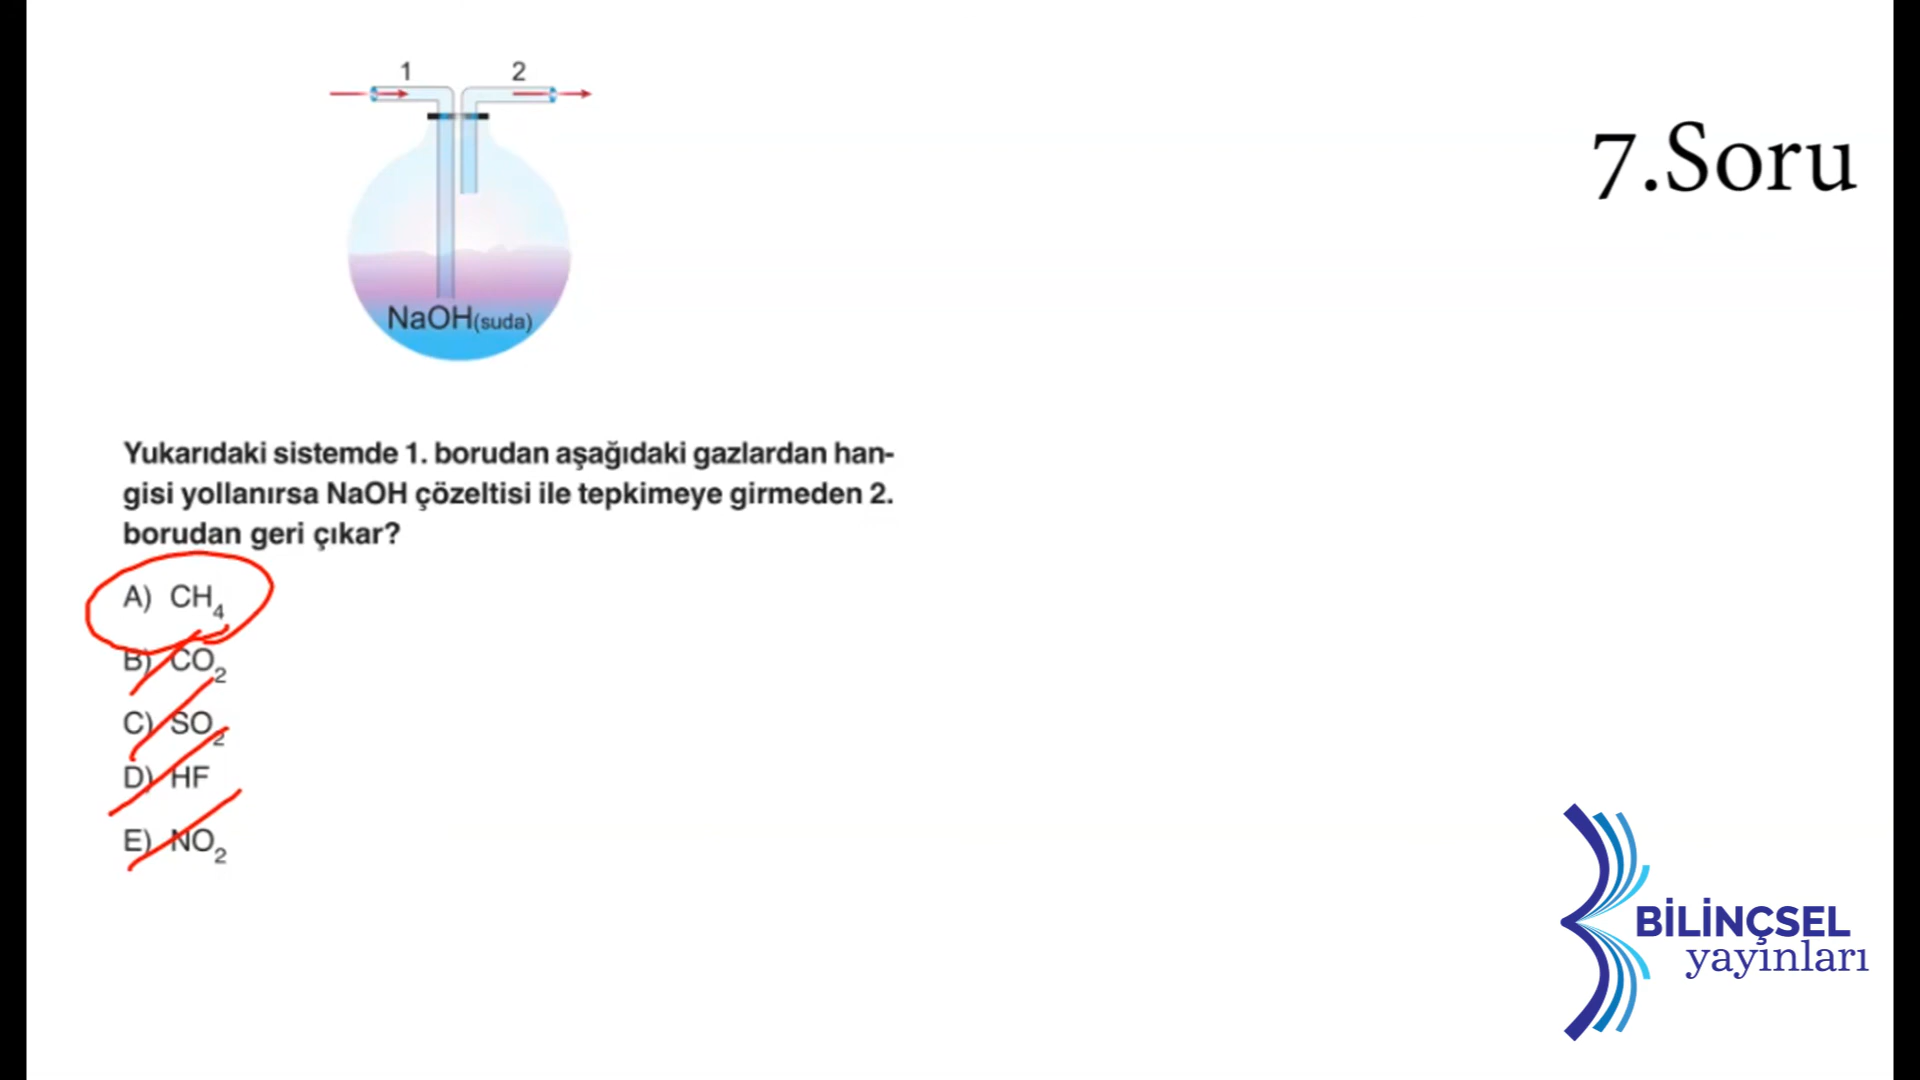 1 2
7.Soru
NaOH(suda)
Yukarıdaki sistemde 1. borudan aşağıdaki gazlardan han-
gisi yollanırsa NaOH çözeltisi ile tepkimeye girmeden 2.
borudan geri çıkar?
A) CH4
B) CO2
C) SO2
D) HF
E) NO2
BİLİNÇSEL
yayınları